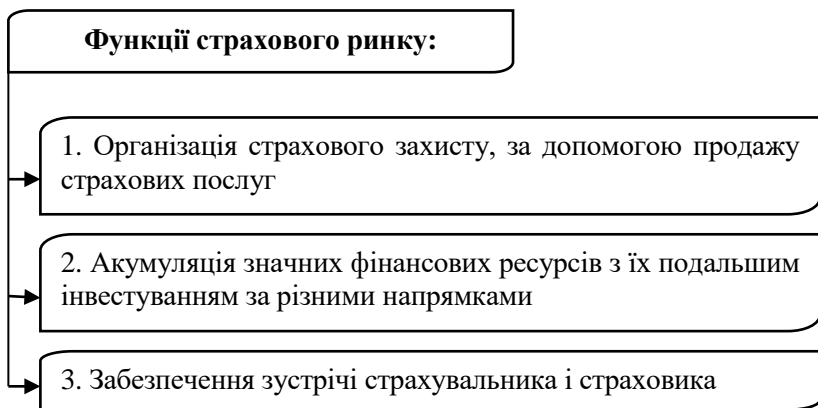 Функції страхового ринку:
1. Організація страхового захисту, за допомогою продажу
страхових послуг
2. Акумуляція значних фінансових ресурсів з їх подальшим
інвестуванням за різними напрямками
3. Забезпечення зустрічі страхувальника і страховика